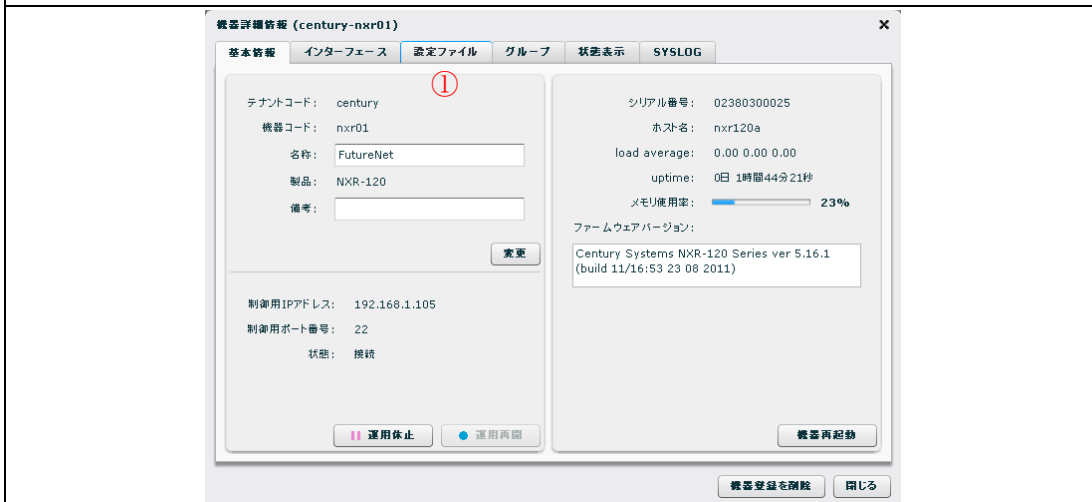 機器詳細情報 (century-nxr01)
×
基本情報 インターフェース 設定ファイル グループ 状態表示 SYSLOG
①
テナントコード: century
機器コード: nxr01
名称: FutureNet
製品: NXR-120
備考:
変更
制御用IPアドレス: 192.168.1.105
制御用ポート番号: 22
状態: 接続
運用休止 運用再開
シリアル番号: 02380300025
ホスト名: nxr120a
load average: 0.00 0.00 0.00
uptime: 0日 1時間44分21秒
メモリ使用率: 23%
ファームウェアバージョン:
Century Systems NXR-120 Series ver 5.16.1
(build 11/16:53 23 08 2011)
機器再起動
機器登録を削除 閉じる